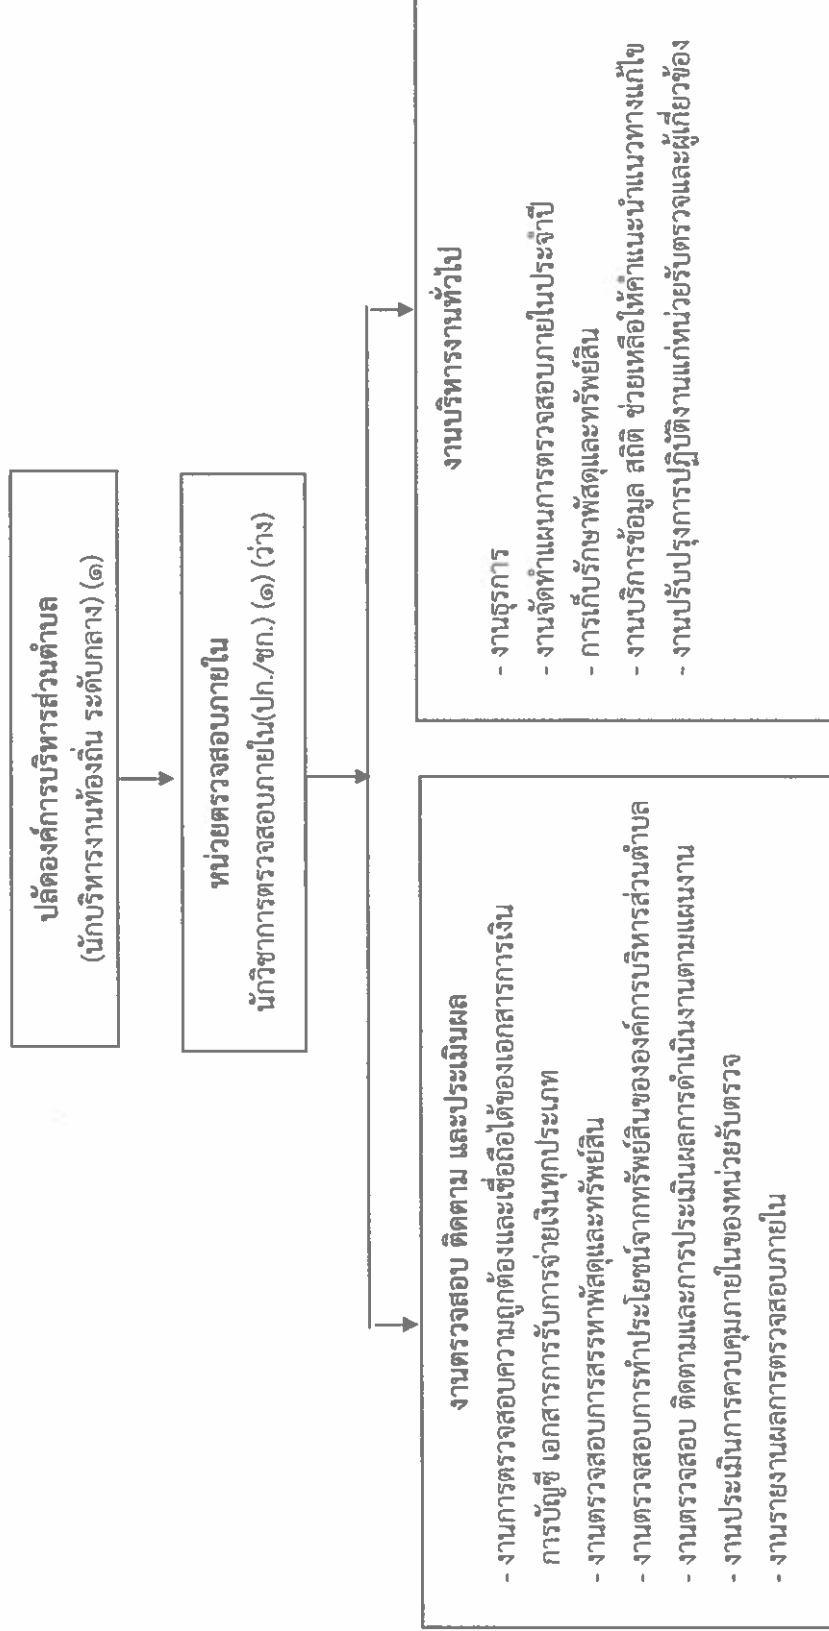 ปลัดองค์การบริหารส่วนตำบล
(นักบริหารงานท้องถิ่น ระดับกลาง) (๑)
หน่วยตรวจสอบภายใน
นักวิชาการตรวจสอบภายใน(ปก./ชก.) (๑) (ว่าง)
งานตรวจสอบ ติดตาม และประเมินผล
- งานการตรวจสอบความถูกต้องและเชื่อถือได้ของเอกสารการเงิน
การบัญชี เอกสารการรับการจ่ายเงินทุกประเภท
- งานตรวจสอบการสรรหาพัสดุและทรัพย์สิน
- งานตรวจสอบการทำประโยชน์จากทรัพย์สินขององค์การบริหารส่วนตำบล
- งานตรวจสอบ ติดตามและการประเมินผลการดำเนินงานตามแผนงาน
- งานประเมินการควบคุมภายในของหน่วยรับตรวจ
- งานรายงานผลการตรวจสอบภายใน
งานบริหารงานทั่วไป
- งานธุรการ
- งานจัดทำแผนการตรวจสอบภายในประจำปี
- การเก็บรักษาพัสดุและทรัพย์สิน
- งานบริการข้อมูล สถิติ ช่วยเหลือให้คำแนะนำแนวทางแก้ไข
- งานปรับปรุงการปฏิบัติงานแก่หน่วยรับตรวจและผู้เกี่ยวข้อง